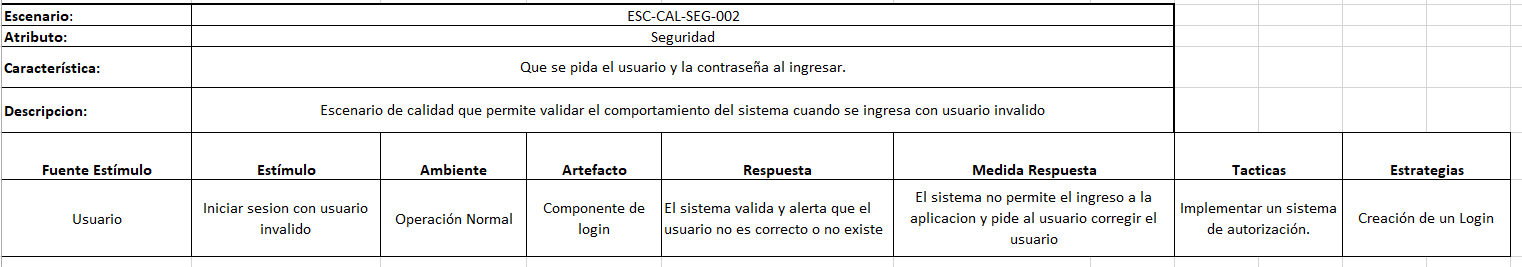 Escenario: ESC-CAL-SEG-002
Atributo: Seguridad
Característica: Que se pida el usuario y la contraseña al ingresar.
Descripcion: Escenario de calidad que permite validar el comportamiento del sistema cuando se ingresa con usuario invalido
Fuente Estímulo Estímulo Ambiente Artefacto Respuesta Medida Respuesta Tacticas Estrategias
Usuario
Iniciar sesion con usuario
invalido
Operación Normal
Componente de
login
El sistema valida y alerta que el
usuario no es correcto o no existe
El sistema no permite el ingreso a la
aplicacion y pide al usuario corregir el
usuario
Implementar un sistema
de autorización.
Creación de un Login